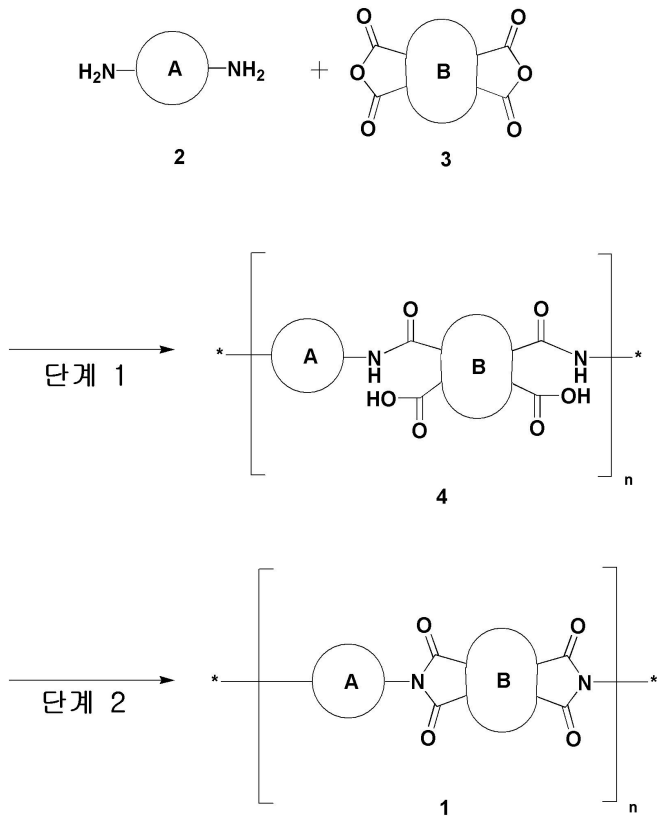 O O
H₂N A NH₂ + O B O
O O
2 3
O O
* A N H B N H *
단계 1
HO O O OH
n
4
O O
* A N B N *
단계 2
O O
n
1